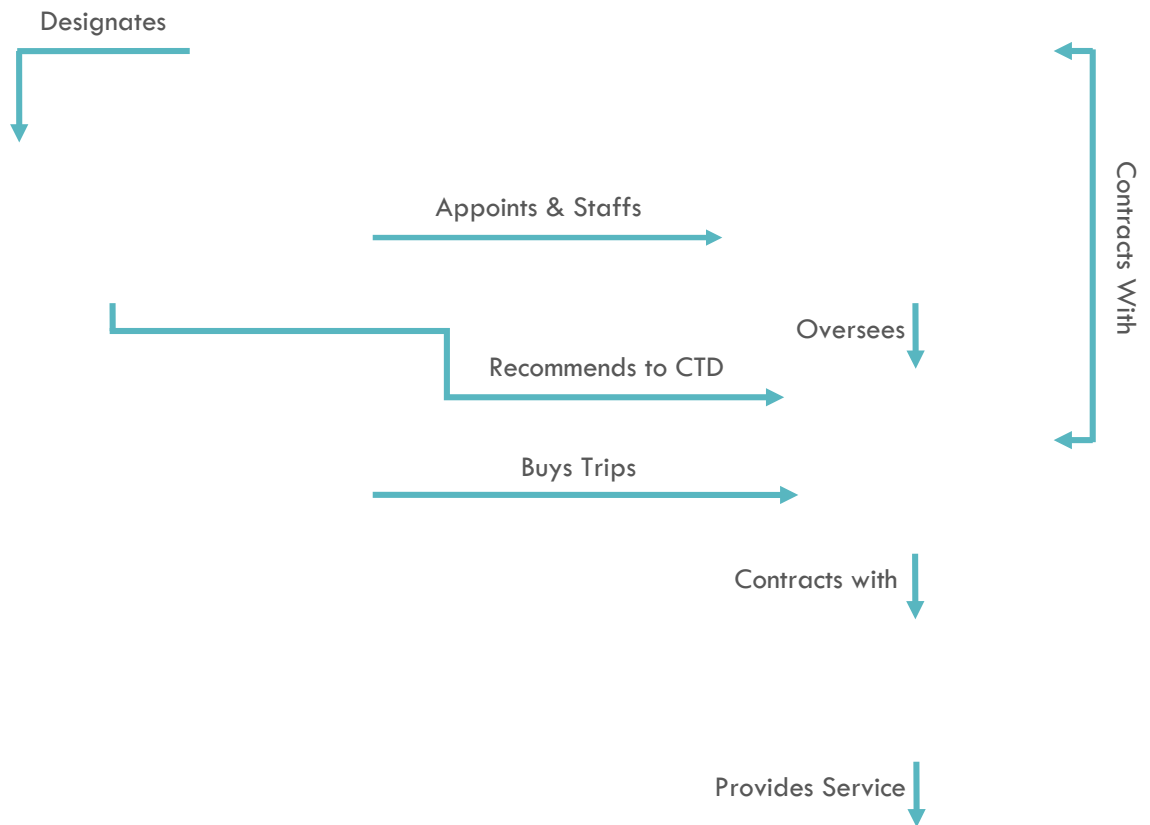 Designates
Contracts With
Appoints & Staffs
Oversees
Recommends to CTD
Buys Trips
Contracts with
Provides Service